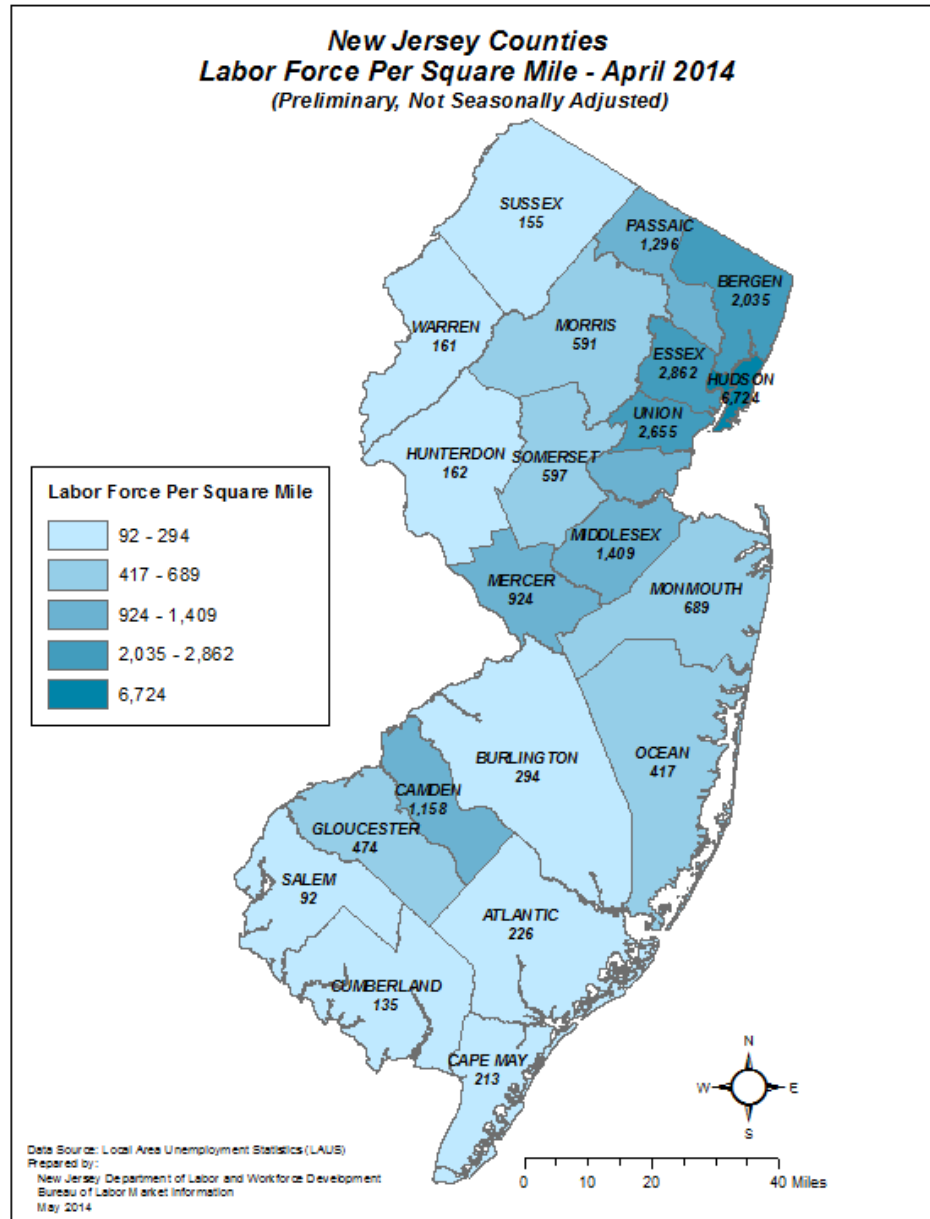 New Jersey Counties
Labor Force Per Square Mile - April 2014
(Preliminary, Not Seasonally Adjusted)
SUSSEX
155
PASSAIC
1,296
BERGEN
2,035
WARREN
161
MORRIS
591
ESSEX
2,862
HUDSON
6,724
UNION
2,655
HUNTERDON
162
SOMERSET
597
MIDDLESEX
1,409
MERCER
924
MONMOUTH
689
Labor Force Per Square Mile
92 - 294
417 - 689
924 - 1,409
2,035 - 2,862
6,724
BURLINGTON
294
OCEAN
417
CAMDEN
1,158
GLOUCESTER
474
SALEM
92
ATLANTIC
226
CUMBERLAND
135
CAPE MAY
213
N
W E
S
Data Source: Local Area Unemployment Statistics (LAUS)
Prepared by:
New Jersey Department of Labor and Workforce Development
Bureau of Labor Market Information
May 2014
0 10 20 40 Miles